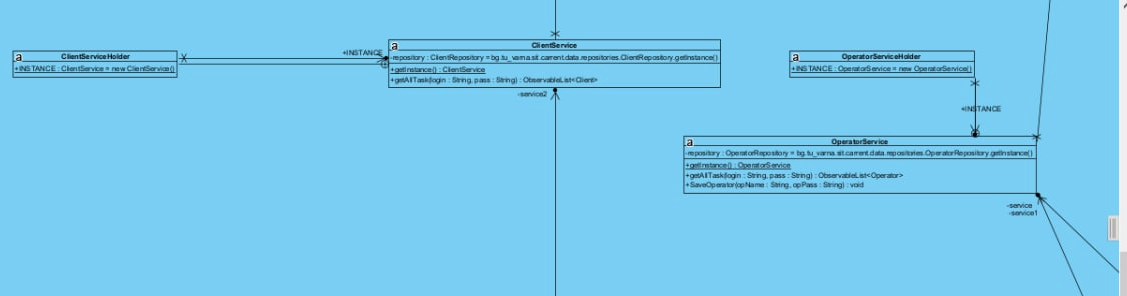 a
ClientServiceHolder
+INSTANCE : ClientService = new ClientService()
+INSTANCE
a
ClientService
-repository : ClientRepository = bg.tu_varna.sit.carrent.data.repositories.ClientRepository.getInstance()
+getInstance() : ClientService
+getAllTask(login : String, pass : String) : ObservableList<Client>
-service2
a
OperatorServiceHolder
+INSTANCE : OperatorService = new OperatorService()
+INSTANCE
a
OperatorService
-repository : OperatorRepository = bg.tu_varna.sit.carrent.data.repositories.OperatorRepository.getInstance()
+getInstance() : OperatorService
+getAllTask(login : String, pass : String) : ObservableList<Operator>
+SaveOperator(opName : String, opPass : String) : void
-service
-service1